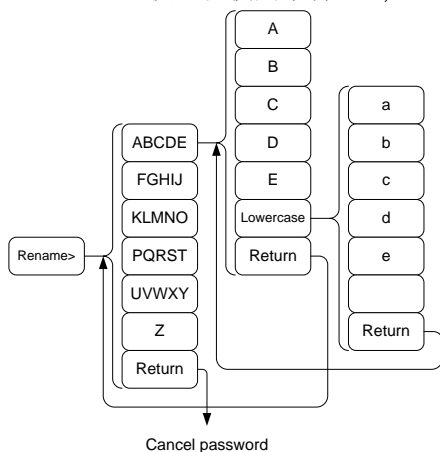 Rename>
ABCDE
FGHIJ
KLMNO
PQRST
UVWXY
Z
Return
A
B
C
D
E
Lowercase
Return
a
b
c
d
e
Return
Cancel password